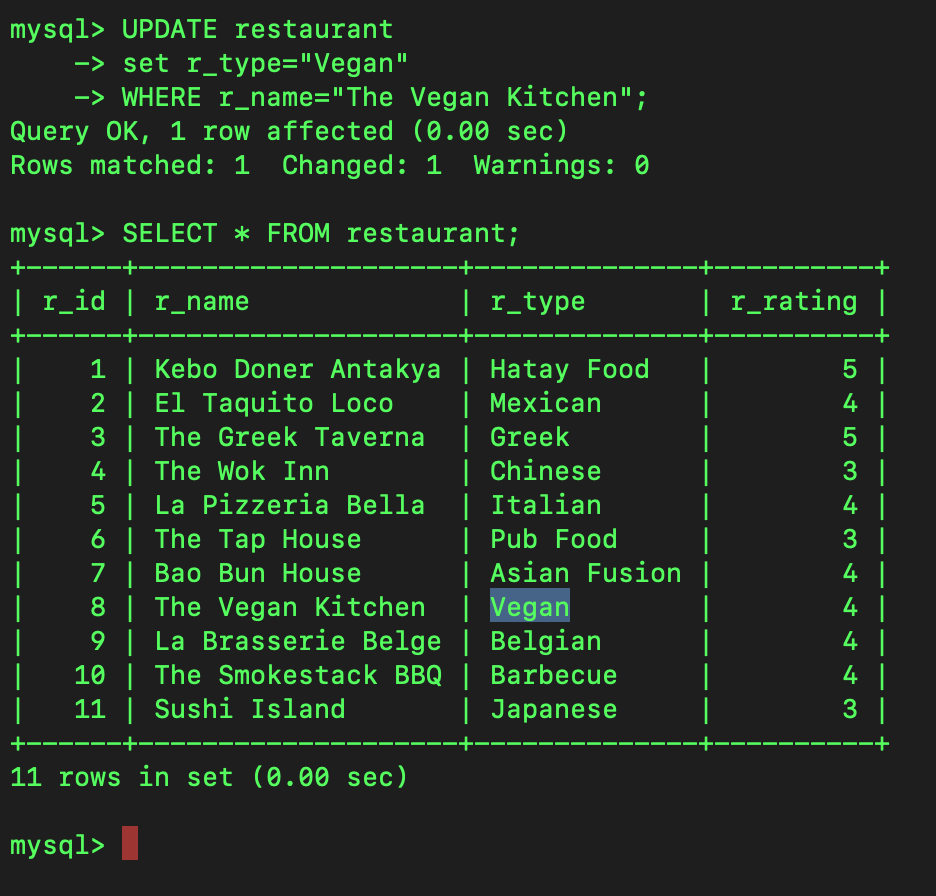 mysql> UPDATE restaurant
    -> set r_type="Vegan"
    -> WHERE r_name="The Vegan Kitchen";
Query OK, 1 row affected (0.00 sec)
Rows matched: 1  Changed: 1  Warnings: 0

mysql> SELECT * FROM restaurant;
+------+--------------------+--------------+----------+
| r_id | r_name             | r_type       | r_rating |
+------+--------------------+--------------+----------+
|    1 | Kebo Doner Antakya | Hatay Food   |        5 |
|    2 | El Taquito Loco    | Mexican      |        4 |
|    3 | The Greek Taverna  | Greek        |        5 |
|    4 | The Wok Inn        | Chinese      |        3 |
|    5 | La Pizzeria Bella  | Italian      |        4 |
|    6 | The Tap House      | Pub Food     |        3 |
|    7 | Bao Bun House      | Asian Fusion |        4 |
|    8 | The Vegan Kitchen  | Vegan        |        4 |
|    9 | La Brasserie Belge | Belgian      |        4 |
|   10 | The Smokestack BBQ | Barbecue     |        4 |
|   11 | Sushi Island       | Japanese     |        3 |
+------+--------------------+--------------+----------+
11 rows in set (0.00 sec)

mysql>